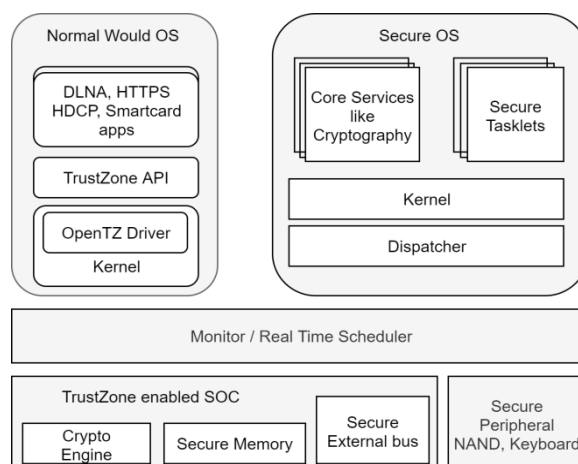 Normal Would OS
DLNA, HTTPS
HDCP, Smartcard
apps
TrustZone API
OpenTZ Driver
Kernel
Secure OS
Core Services
like
Cryptography
Secure
Tasklets
Kernel
Dispatcher
Monitor / Real Time Scheduler
TrustZone enabled SOC
Crypto
Engine
Secure Memory
Secure
External bus
Secure
Peripheral
NAND, Keyboard